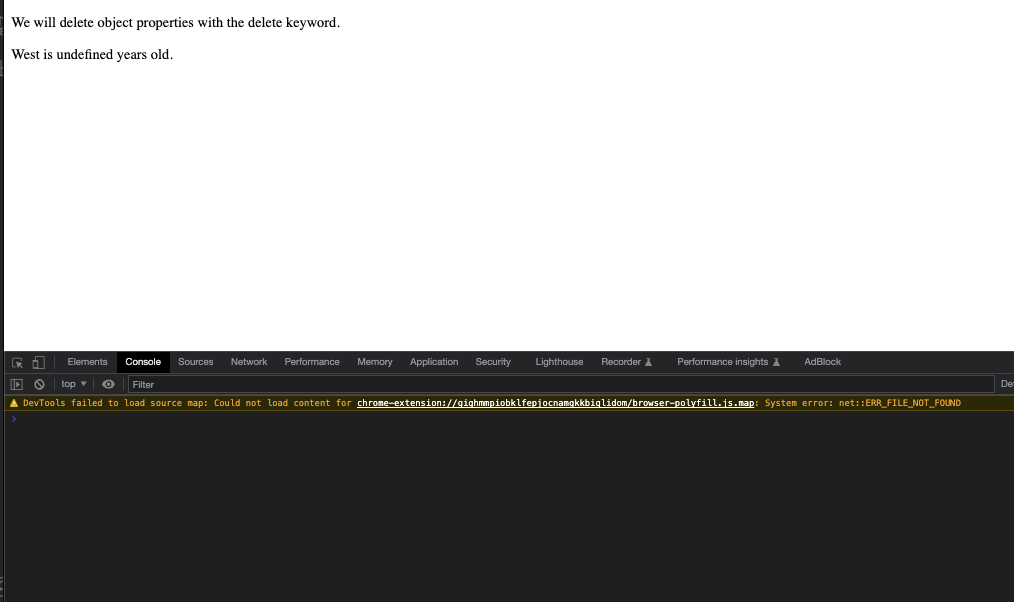 We will delete object properties with the delete keyword.
West is undefined years old.
Elements Console Sources Network Performance Memory Application Security Lighthouse Recorder Performance insights AdBlock
top Filter
DevTools failed to load source map: Could not load content for chrome-extension://gighmmpiobklfepjocnamgkkbiglidom/browser-polyfill.js.map: System error: net::ERR_FILE_NOT_FOUND